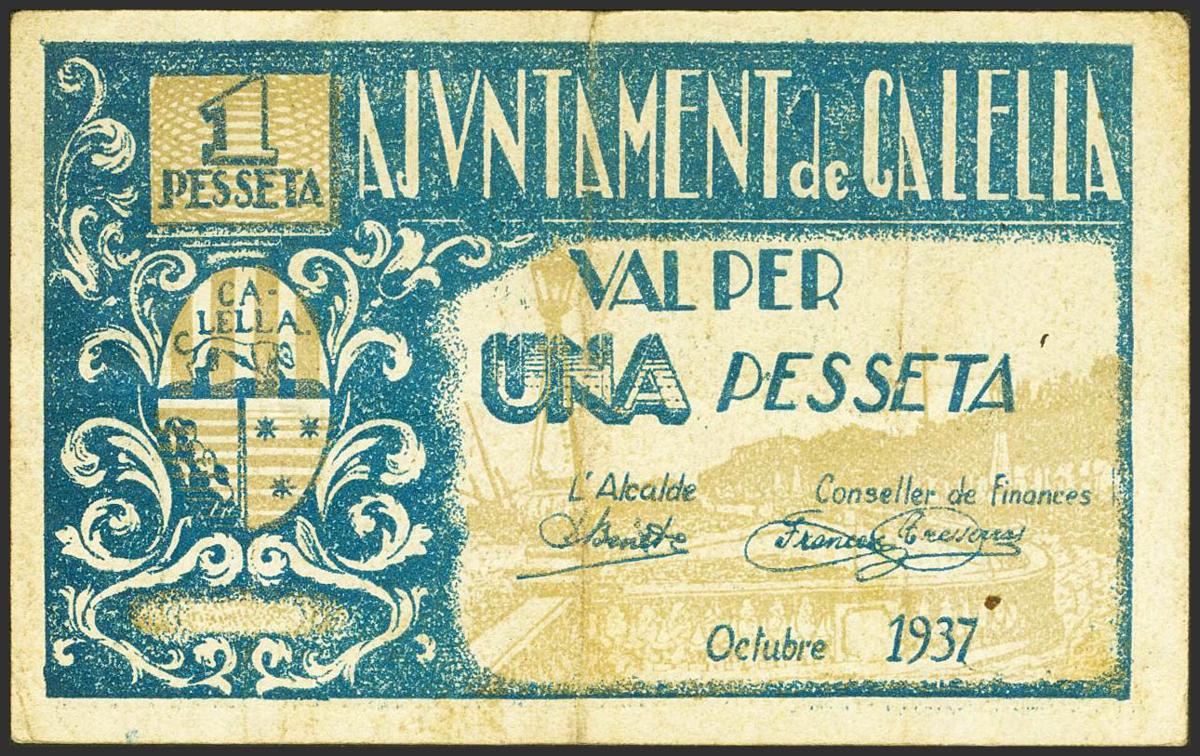 1
PESSETA
AJVNTAMENT de CALELLA
CA-
LELLA.
VAL PER
UNA PESSETA
L'Alcalde
Conseller de Finances
Octubre 1937